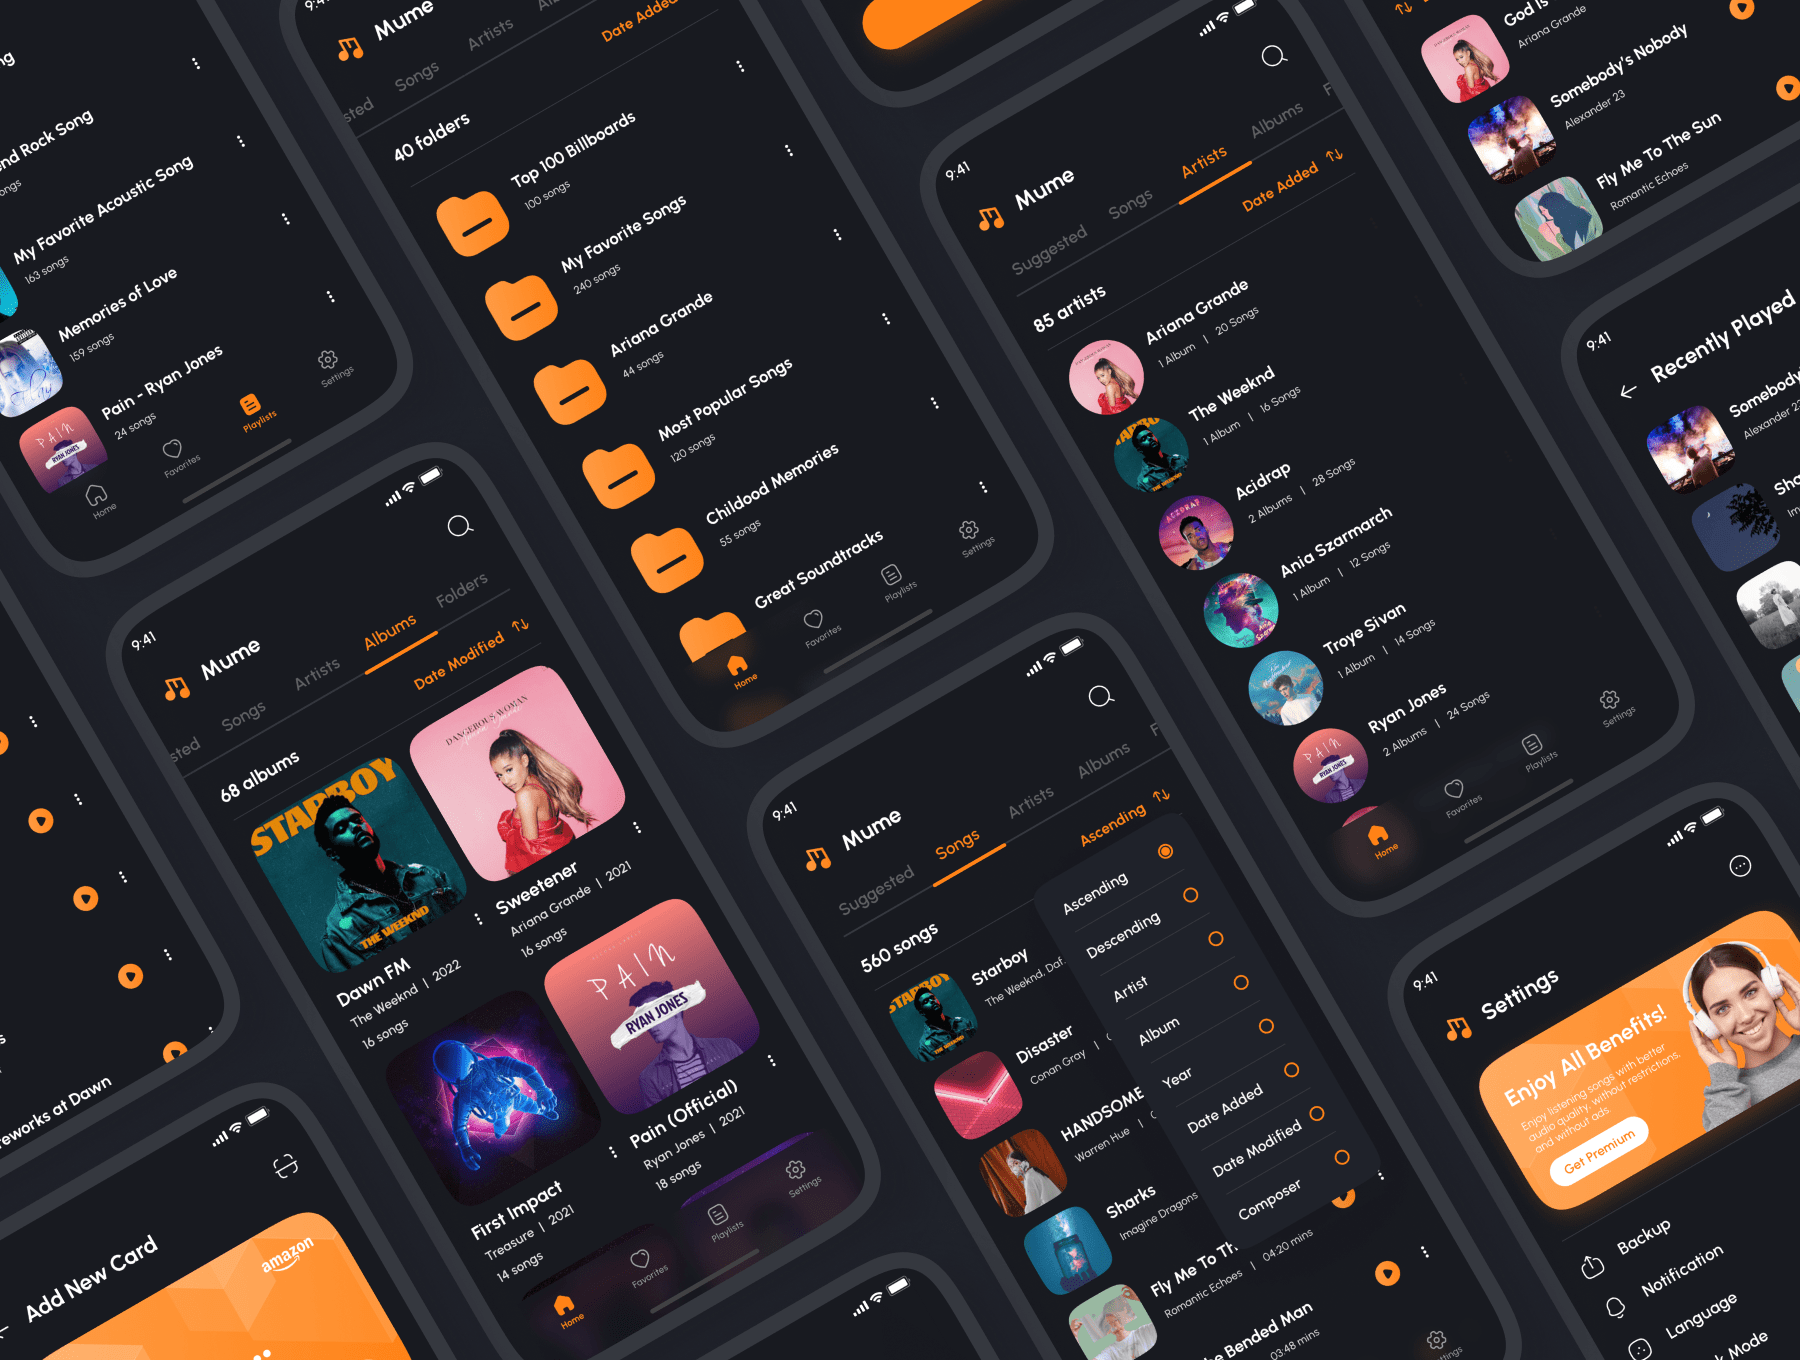 nd Rock Song
My Favorite Acoustic Song
163 songs
Memories of Love
159 songs
Pain - Ryan Jones
24 songs
PAIN
RYAN JONES
Home
Favorites
Playlists
Settings
9:41
Mume
Songs
Artists
Date Added
40 folders
Top 100 Billboards
100 songs
My Favorite Songs
240 songs
Ariana Grande
44 songs
Most Popular Songs
120 songs
Childood Memories
55 songs
Great Soundtracks
Home
Favorites
Playlists
Settings
9:41
Mume
Suggested
Songs
Artists
Albums
Date Added
85 artists
Ariana Grande
1 Album | 20 Songs
The Weeknd
1 Album | 16 Songs
Acidrap
2 Albums | 28 Songs
Ania Szarmarch
1 Album | 12 Songs
Troye Sivan
1 Album | 14 Songs
Ryan Jones
2 Albums | 24 Songs
Home
Favorites
Playlists
Settings
God Is
Ariana Grande
Somebody's Nobody
Alexander 23
Fly Me To The Sun
Romantic Echoes
9:41
Recently Played
Somebody
Alexander 23
Sha
9:41
Mume
sted
Songs
Artists
Albums
Folders
Date Modified
68 albums
STARBOY
THE WEEKND
Dawn FM
The Weeknd | 2022
16 songs
DANGEROUS WOMAN
Sweetener
Ariana Grande | 2021
16 songs
First Impact
Treasure | 2021
14 songs
PAIN
RYAN JONES
Pain (Official)
Ryan Jones | 2021
18 songs
Home
Favorites
Playlists
Settings
9:41
Mume
Suggested
Songs
Artists
Albums
Ascending
560 songs
Starboy
The Weeknd, Daf
Disaster
Conan Gray
HANDSOME
Warren Hue
Sharks
Imagine Dragons
Fly Me To Th
Romantic Echoes | 04:20 mins
Bended Man
03:48 mins
Ascending
Descending
Artist
Album
Year
Date Added
Date Modified
Composer
9:41
Settings
Enjoy All Benefits!
Enjoy listening songs with better
audio quality, without restrictions,
and without ads.
Get Premium
Backup
Notification
Language
Mode
eworks at Dawn
Add New Card
amazon